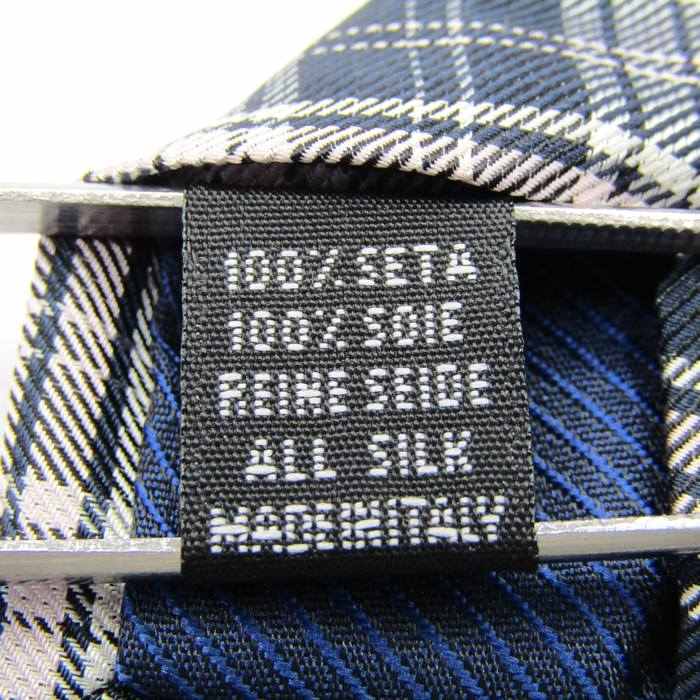 100% SETA
100% SOIE
REINE SEIDE
ALL SILK
MADE IN ITALY